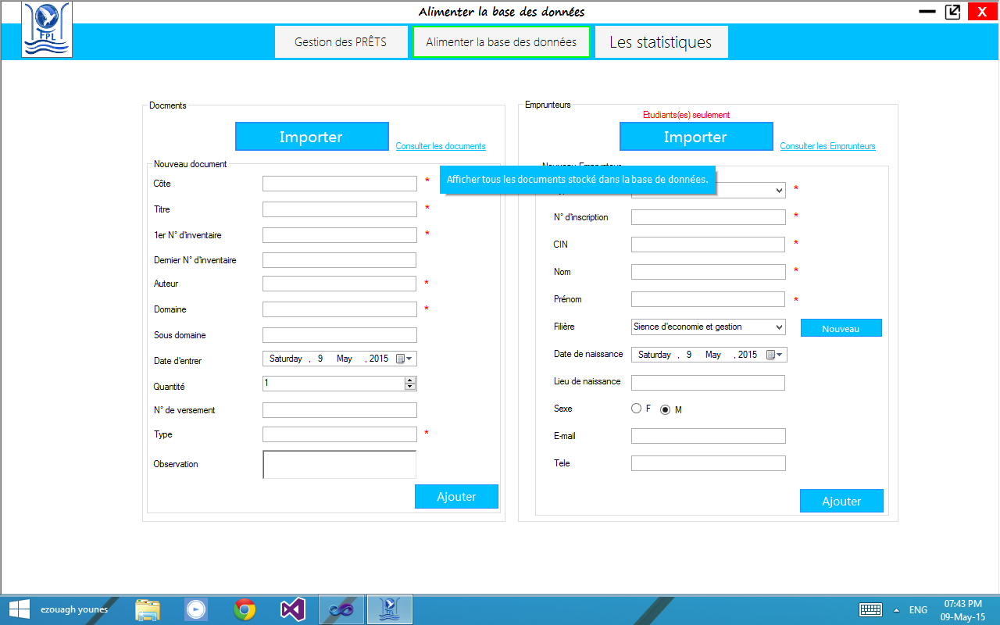 Alimenter la base des données
X
FPL
Gestion des PRÊTS
Alimenter la base des données
Les statistiques
Docments
Importer
Consulter les documents
Nouveau document
Côte
*
Titre
*
1er N° d'inventaire
*
Dernier N° d'inventaire
Auteur
*
Domaine
*
Sous domaine
Date d'entrer
Saturday , 9 May , 2015
Quantité
1
N° de versement
Type
*
Observation
Ajouter
Emprunteurs
Etudiants(es) seulement
Importer
Consulter les Emprunteurs
Afficher tous les documents stocké dans la base de données.
*
N° d'inscription
*
CIN
*
Nom
*
Prénom
*
Filière
Sience d'economie et gestion
Nouveau
Date de naissance
Saturday , 9 May , 2015
Lieu de naissance
Sexe
F
M
E-mail
Tele
Ajouter
ezouagh younes
FPL
ENG
07:43 PM
09-May-15